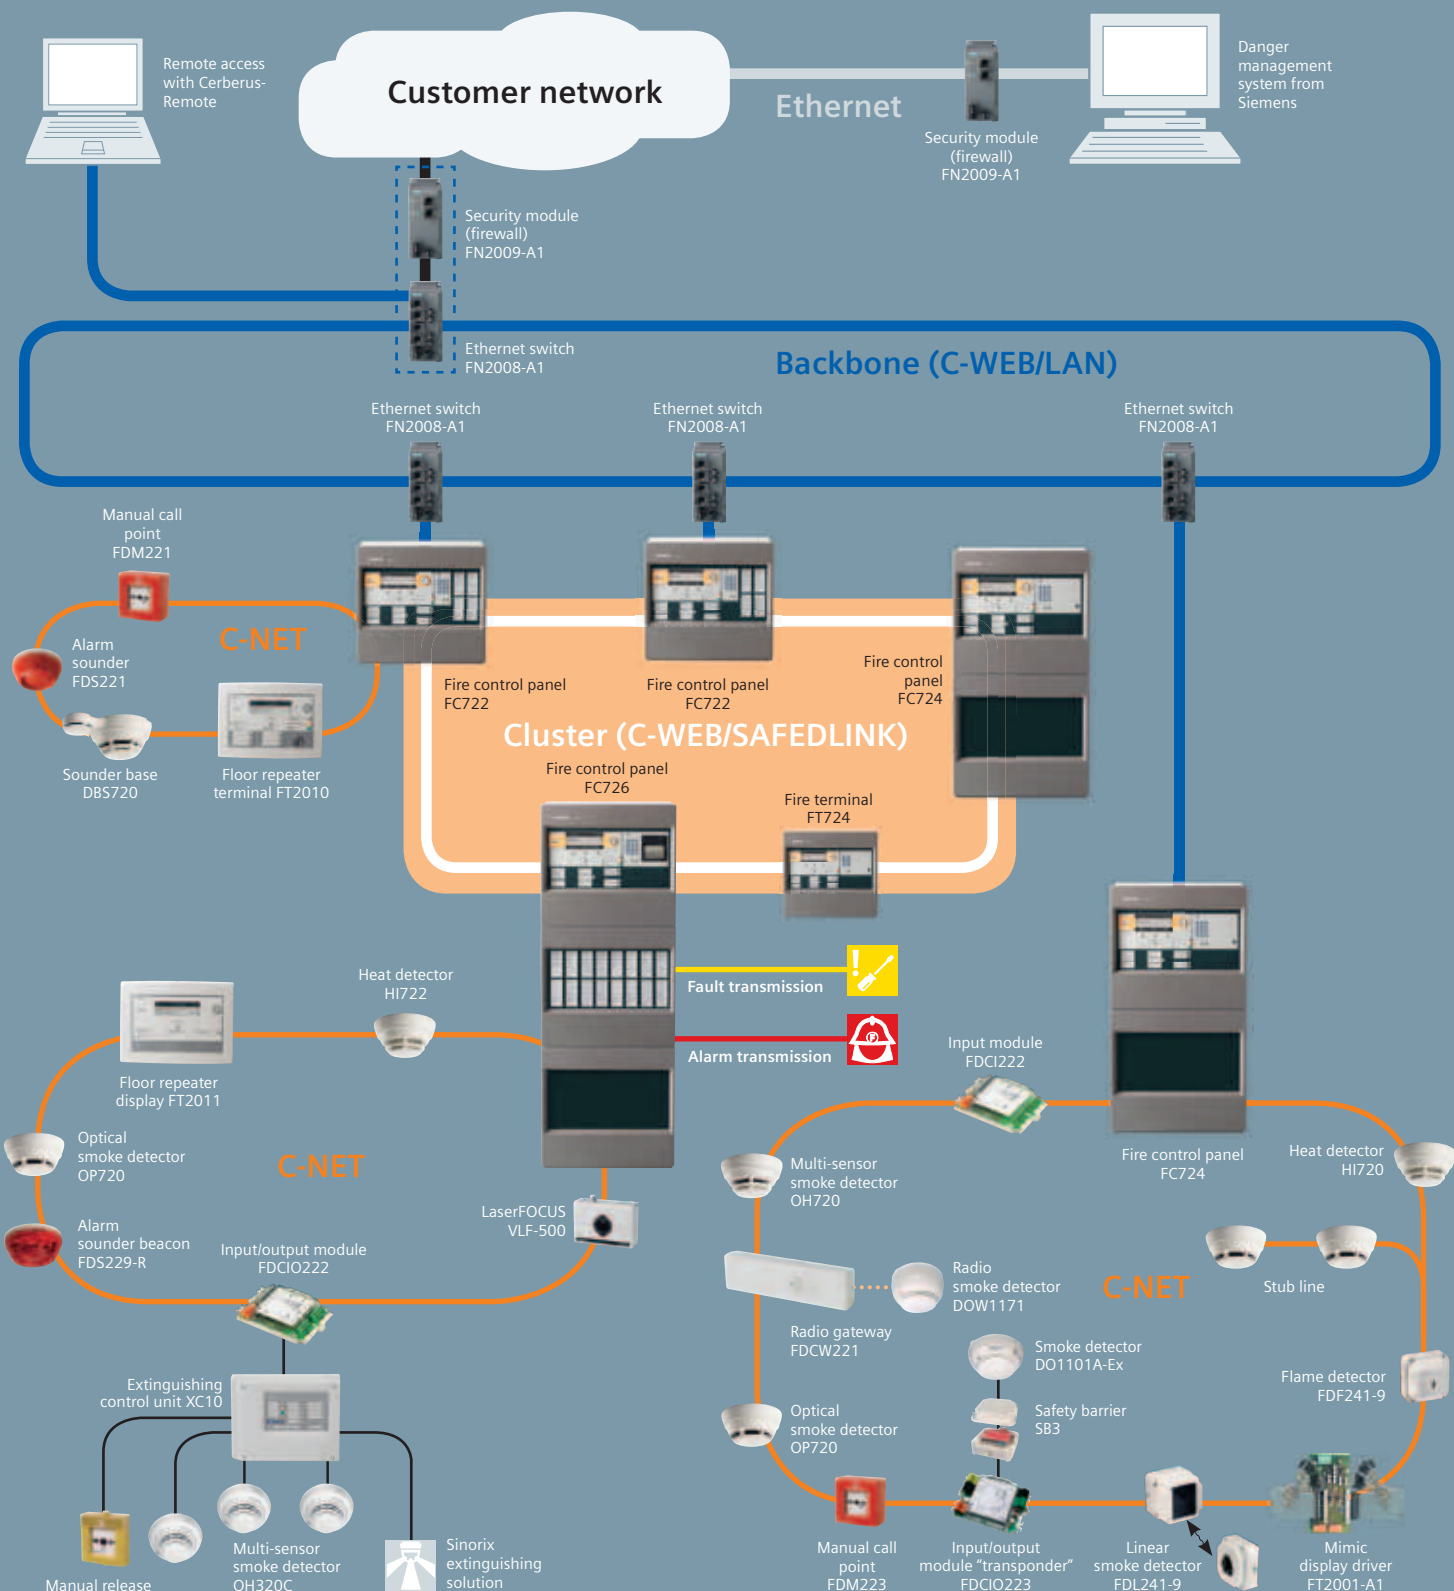 Remote access
with Cerberus-
Remote
Customer network
Ethernet
Security module
(firewall)
FN2009-A1
Danger
management
system from
Siemens
Security module
(firewall)
FN2009-A1
Ethernet switch
FN2008-A1
Backbone (C-WEB/LAN)
Ethernet switch
FN2008-A1
Ethernet switch
FN2008-A1
Ethernet switch
FN2008-A1
Manual call
point
FDM221
C-NET
Alarm
sounder
FDS221
Sounder base
DBS720
Floor repeater
terminal FT2010
Fire control panel
FC722
Fire control panel
FC722
Fire control
panel
FC724
Cluster (C-WEB/SAFEDLINK)
Fire control panel
FC726
Fire terminal
FT724
Fault transmission
Alarm transmission
Heat detector
HI722
Floor repeater
display FT2011
Optical
smoke detector
OP720
C-NET
Alarm
sounder beacon
FDS229-R
Input/output module
FDCIO222
LaserFOCUS
VLF-500
Extinguishing
control unit XC10
Manual release
Multi-sensor
smoke detector
OH320C
Sinorix
extinguishing
solution
Input module
FDCI222
Fire control panel
FC724
Heat detector
HI720
Multi-sensor
smoke detector
OH720
Radio
smoke detector
DOW1171
C-NET
Stub line
Radio gateway
FDCW221
Smoke detector
DO1101A-Ex
Safety barrier
SB3
Flame detector
FDF241-9
Optical
smoke detector
OP720
Manual call
point
FDM223
Input/output
module “transponder”
FDCIO223
Linear
smoke detector
FDL241-9
Mimic
display driver
FT2001-A1